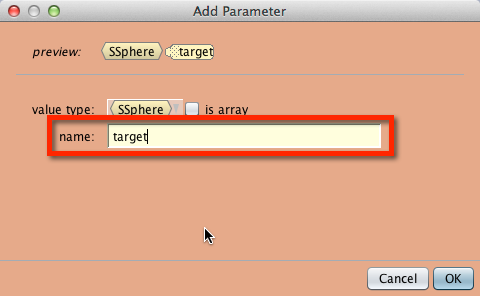 Add Parameter
preview: SSphere target
value type: SSphere is array
name: target
Cancel OK